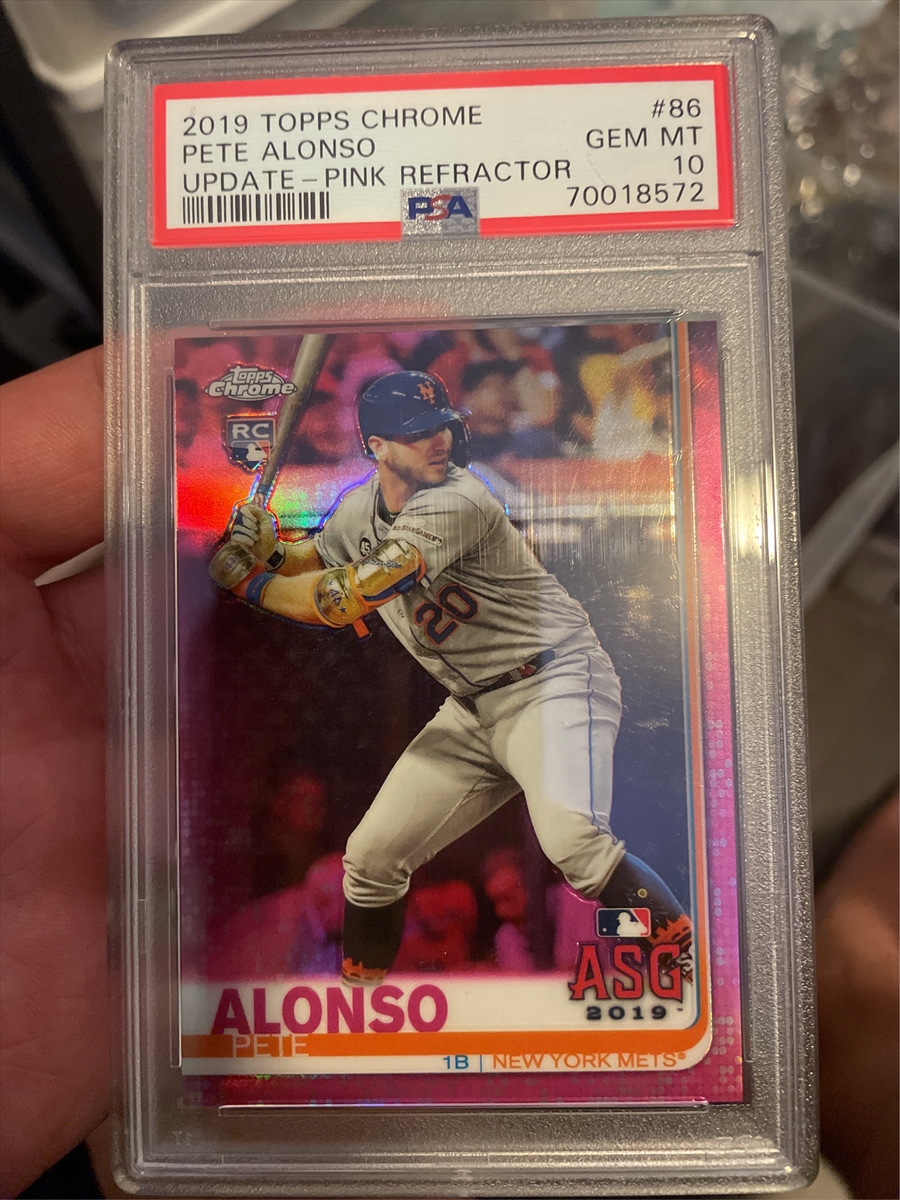 2019 TOPPS CHROME #86
PETE ALONSO GEM MT
UPDATE-PINK REFRACTOR 10
PSA 70018572
topps
Chrome
RC
20
ASG
2019
ALONSO
PETE
1B | NEW YORK METS®